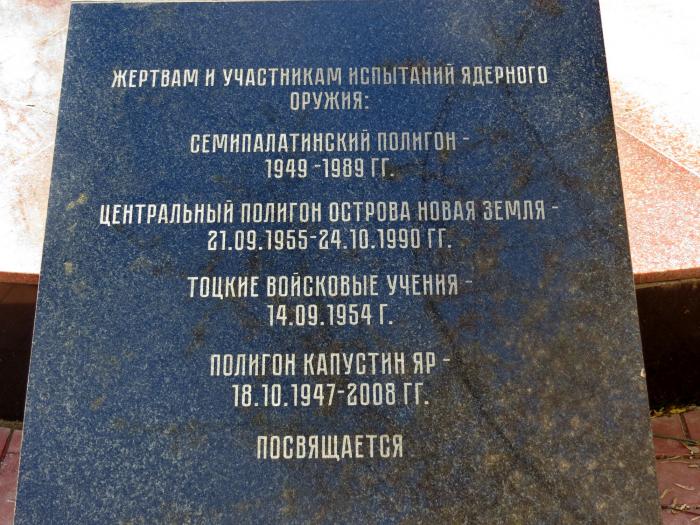 ЖЕРТВАМ И УЧАСТНИКАМ ИСПЫТАНИЙ ЯДЕРНОГО
ОРУЖИЯ:
СЕМИПАЛАТИНСКИЙ ПОЛИГОН -
1949 -1989 ГГ.
ЦЕНТРАЛЬНЫЙ ПОЛИГОН ОСТРОВА НОВАЯ ЗЕМЛЯ -
21.09.1955-24.10.1990 ГГ.
ТОЦКИЕ ВОЙСКОВЫЕ УЧЕНИЯ -
14.09.1954 Г.
ПОЛИГОН КАПУСТИН ЯР -
18.10.1947-2008 ГГ.
ПОСВЯЩАЕТСЯ